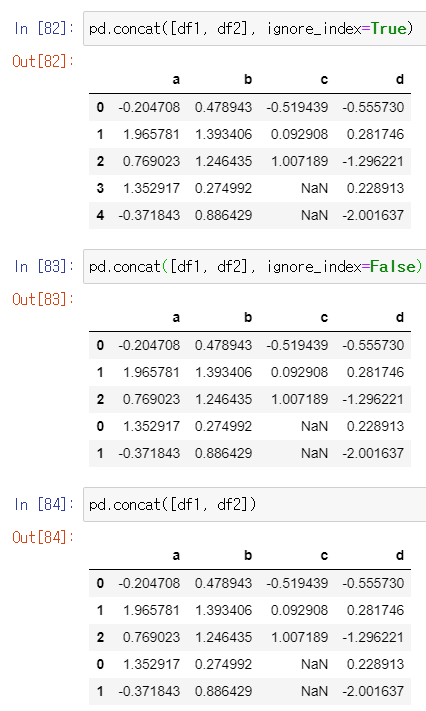 In [82]: pd.concat([df1, df2], ignore_index=True)
Out[82]:
a b c d
0 -0.204708 0.478943 -0.519439 -0.555730
1 1.965781 1.393406 0.092908 0.281746
2 0.769023 1.246435 1.007189 -1.296221
3 1.352917 0.274992 NaN 0.228913
4 -0.371843 0.886429 NaN -2.001637
In [83]: pd.concat([df1, df2], ignore_index=False)
Out[83]:
a b c d
0 -0.204708 0.478943 -0.519439 -0.555730
1 1.965781 1.393406 0.092908 0.281746
2 0.769023 1.246435 1.007189 -1.296221
0 1.352917 0.274992 NaN 0.228913
1 -0.371843 0.886429 NaN -2.001637
In [84]: pd.concat([df1, df2])
Out[84]:
a b c d
0 -0.204708 0.478943 -0.519439 -0.555730
1 1.965781 1.393406 0.092908 0.281746
2 0.769023 1.246435 1.007189 -1.296221
0 1.352917 0.274992 NaN 0.228913
1 -0.371843 0.886429 NaN -2.001637